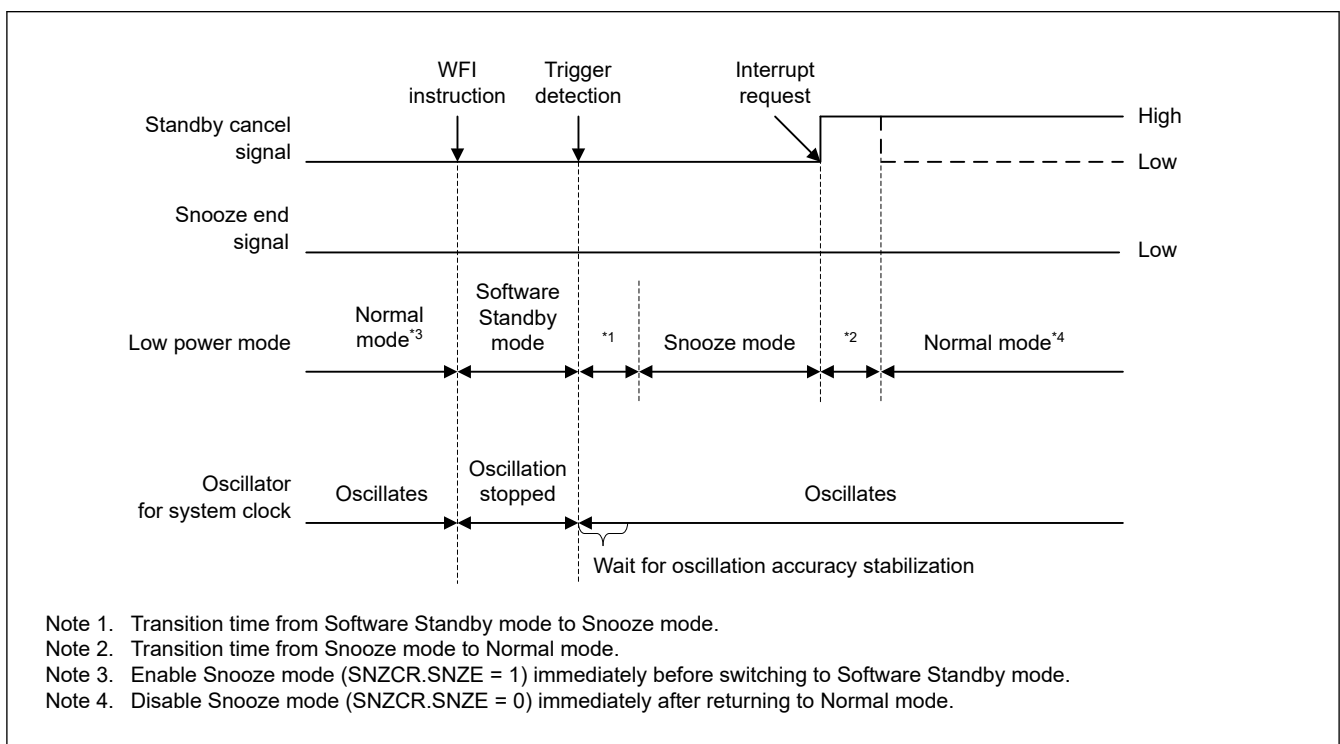 WFI
instruction
Trigger
detection
Interrupt
request
Standby cancel
signal
High
Low
Snooze end
signal
Low
Low power mode
Normal
mode*3
Software
Standby
mode
*1
Snooze mode
*2
Normal mode*4
Oscillator
for system clock
Oscillates
Oscillation
stopped
Oscillates
Wait for oscillation accuracy stabilization
Note 1. Transition time from Software Standby mode to Snooze mode.
Note 2. Transition time from Snooze mode to Normal mode.
Note 3. Enable Snooze mode (SNZCR.SNZE = 1) immediately before switching to Software Standby mode.
Note 4. Disable Snooze mode (SNZCR.SNZE = 0) immediately after returning to Normal mode.